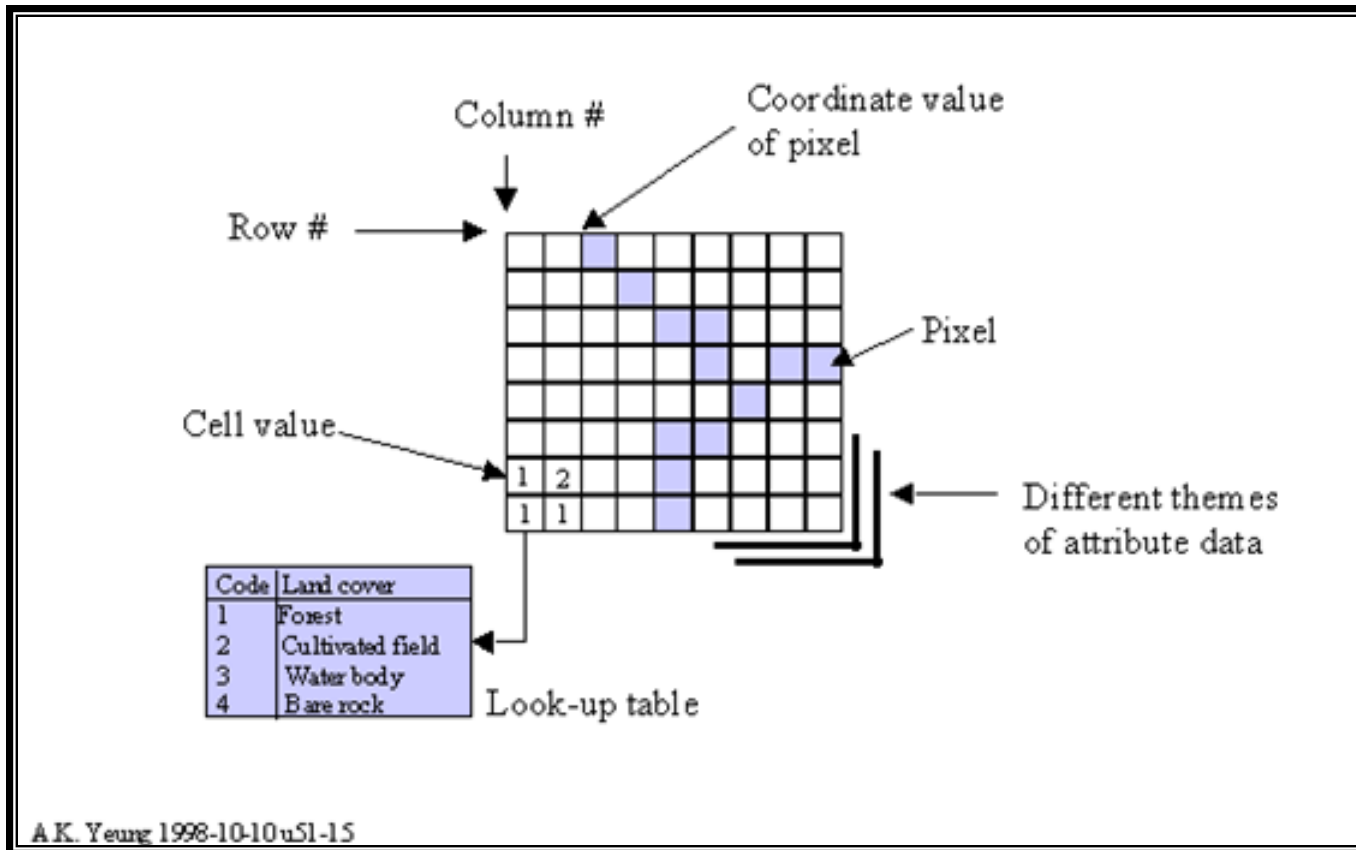 Column #
Coordinate value
of pixel
Row #
Pixel
Cell value
1 2
1 1
Different themes
of attribute data
Code Land cover
1 Forest
2 Cultivated field
3 Water body
4 Bare rock
Look-up table
A.K. Yeung 1998-10-10 u51-15